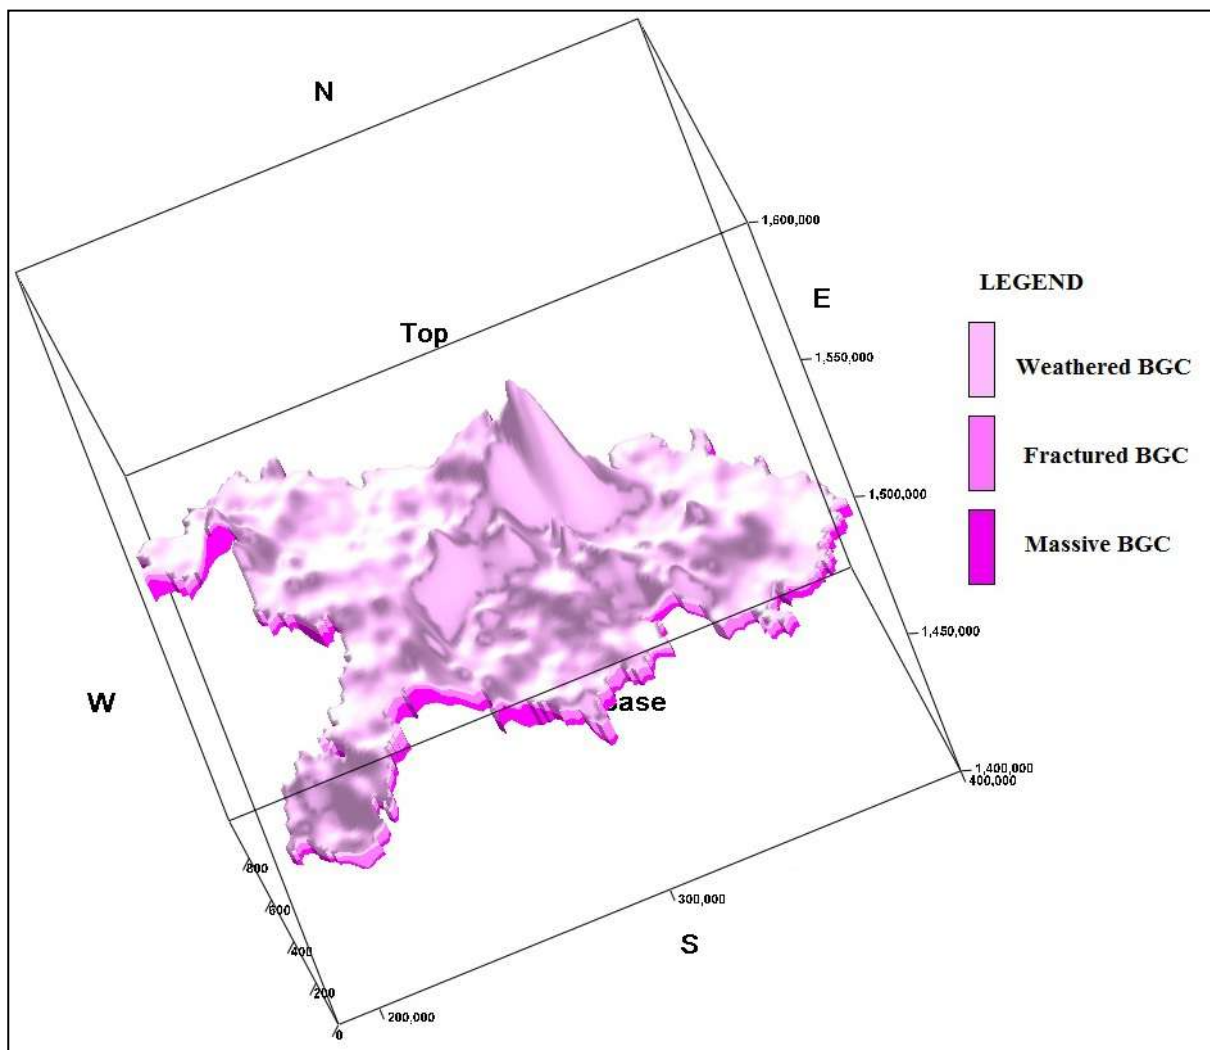 N
1,600,000
LEGEND
E
Top
1,550,000
Weathered BGC
Fractured BGC
1,500,000
Massive BGC
1,450,000
W
Base
1,400,000
400,000
800
600
300,000
S
400
200
200,000
0